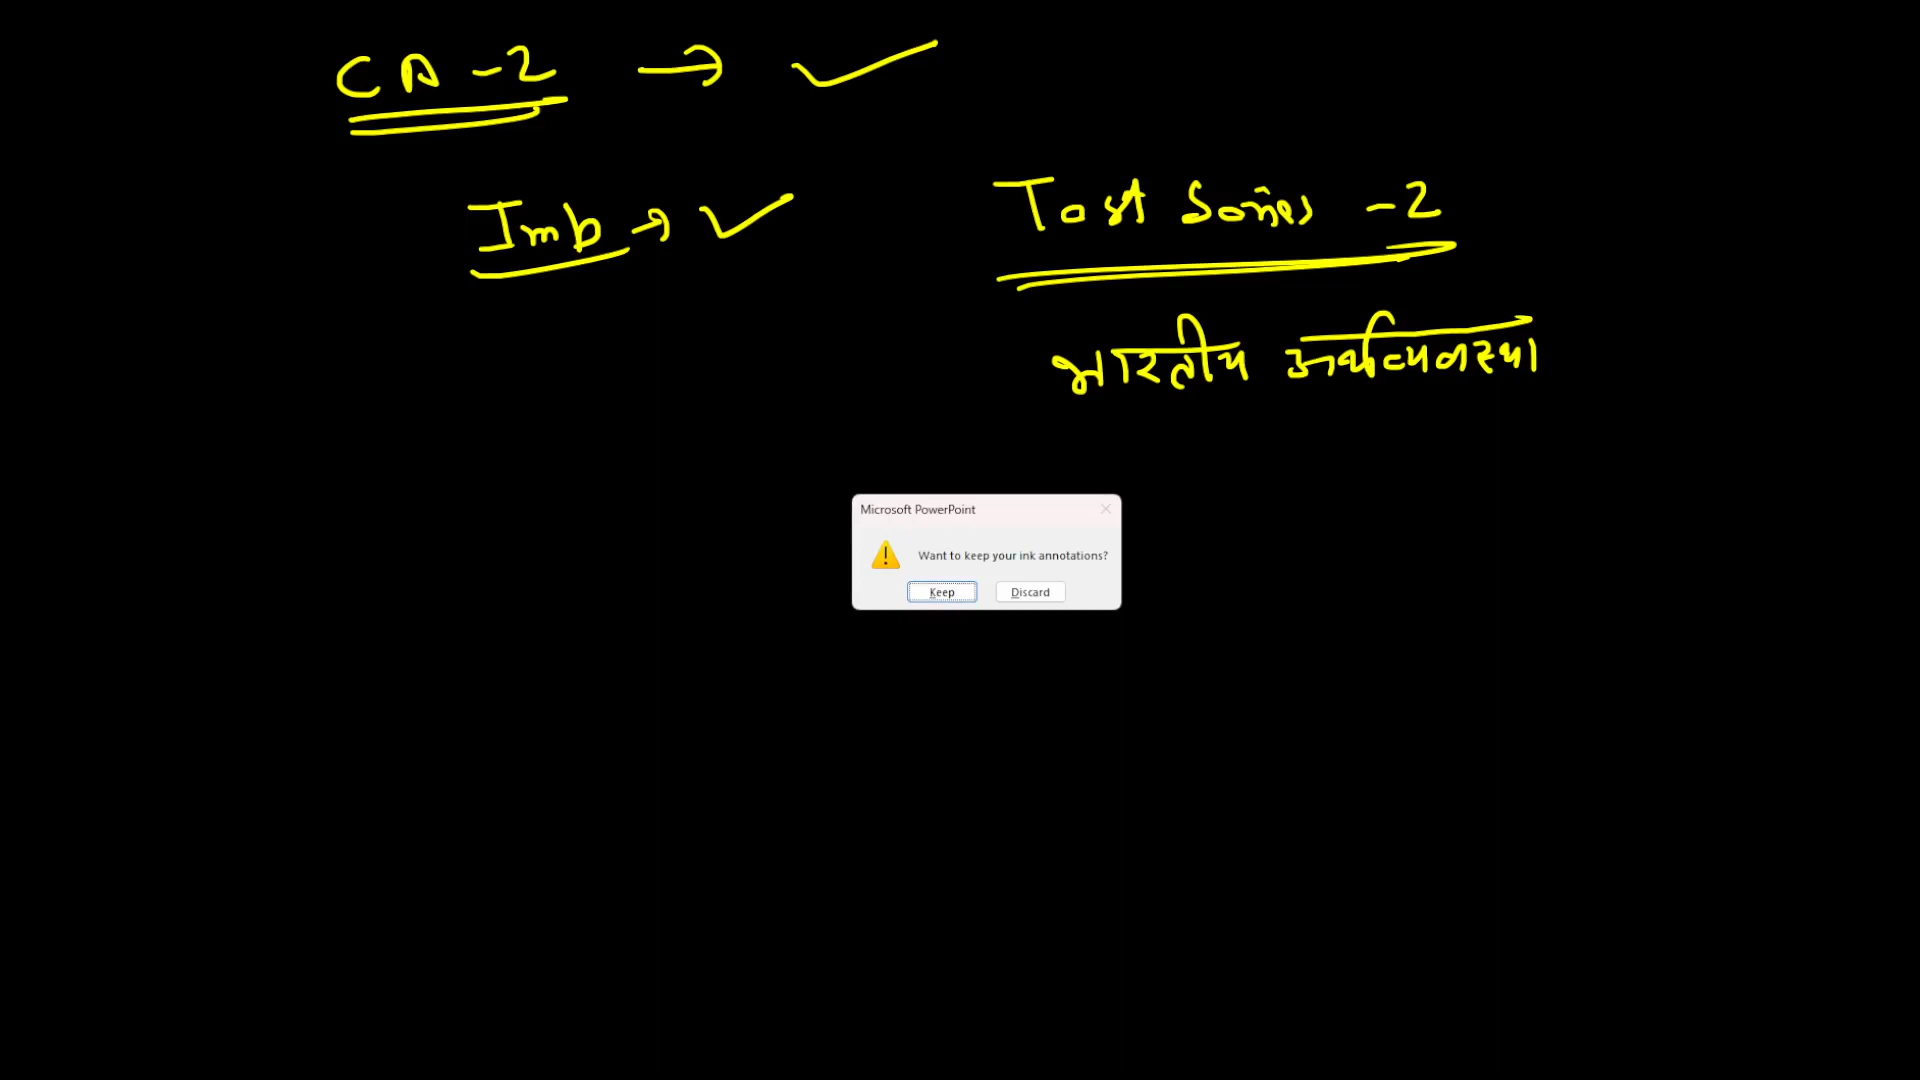 CA -2 → ✓
Imp → ✓
Test Series -2
भारतीय अर्थव्यवस्था
Microsoft PowerPoint
Want to keep your ink annotations?
Keep Discard